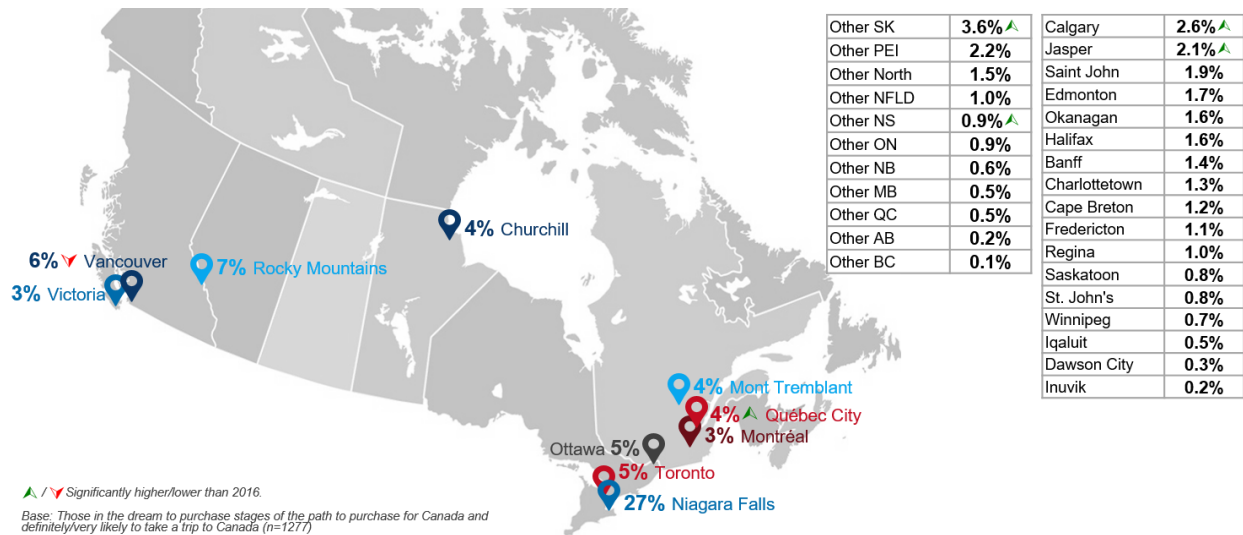 4% Churchill
6% Vancouver
7% Rocky Mountains
3% Victoria
4% Mont Tremblant
4% Québec City
3% Montréal
Ottawa 5%
5% Toronto
27% Niagara Falls
/ Significantly higher/lower than 2016.
Base: Those in the dream to purchase stages of the path to purchase for Canada and
definitely/very likely to take a trip to Canada (n=1277)
Other SK 3.6%
Other PEI 2.2%
Other North 1.5%
Other NFLD 1.0%
Other NS 0.9%
Other ON 0.9%
Other NB 0.6%
Other MB 0.5%
Other QC 0.5%
Other AB 0.2%
Other BC 0.1%
Calgary 2.6%
Jasper 2.1%
Saint John 1.9%
Edmonton 1.7%
Okanagan 1.6%
Halifax 1.6%
Banff 1.4%
Charlottetown 1.3%
Cape Breton 1.2%
Fredericton 1.1%
Regina 1.0%
Saskatoon 0.8%
St. John's 0.8%
Winnipeg 0.7%
Iqaluit 0.5%
Dawson City 0.3%
Inuvik 0.2%